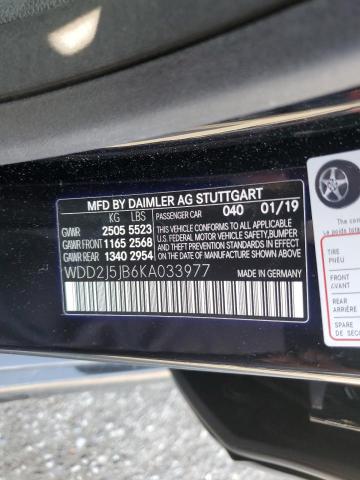 MFD BY DAIMLER AG STUTTGART
KG LBS PASSENGER CAR 040 01/19
GVWR 2505 5523
GAWR FRONT 1165 2568
GAWR REAR 1340 2954
THIS VEHICLE CONFORMS TO ALL APPLICABLE
U.S. FEDERAL MOTOR VEHICLE SAFETY, BUMPER,
AND THEFT PREVENTION STANDARDS IN EFFECT
ON THE DATE OF MANUFACTURE SHOWN ABOVE.
WDD2J5JB6KA033977
MADE IN GERMANY
TIRE
PNEU
FRONT
AVANT
REAR
ARRIÈRE
SPARE
DE SEC